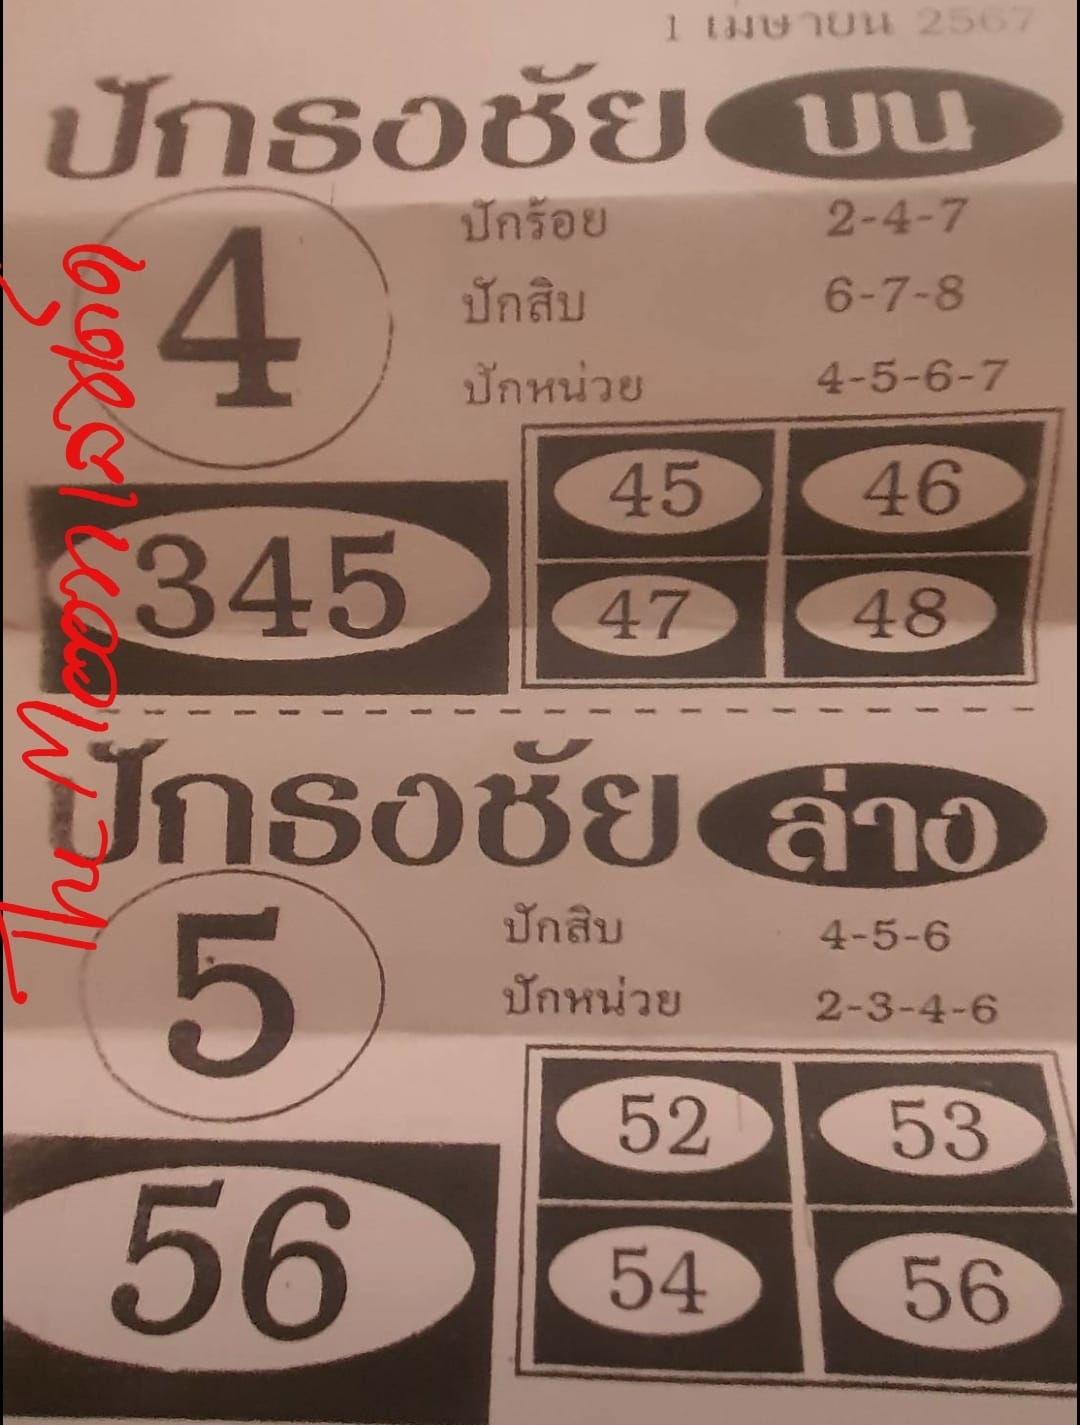 1 เมษายน 2567
ปักธงชัย บน
4
ปักร้อย 2-4-7
ปักสิบ 6-7-8
ปักหน่วย 4-5-6-7
345
45 46
47 48
ปักธงชัย ล่าง
5
ปักสิบ 4-5-6
ปักหน่วย 2-3-4-6
56
52 53
54 56